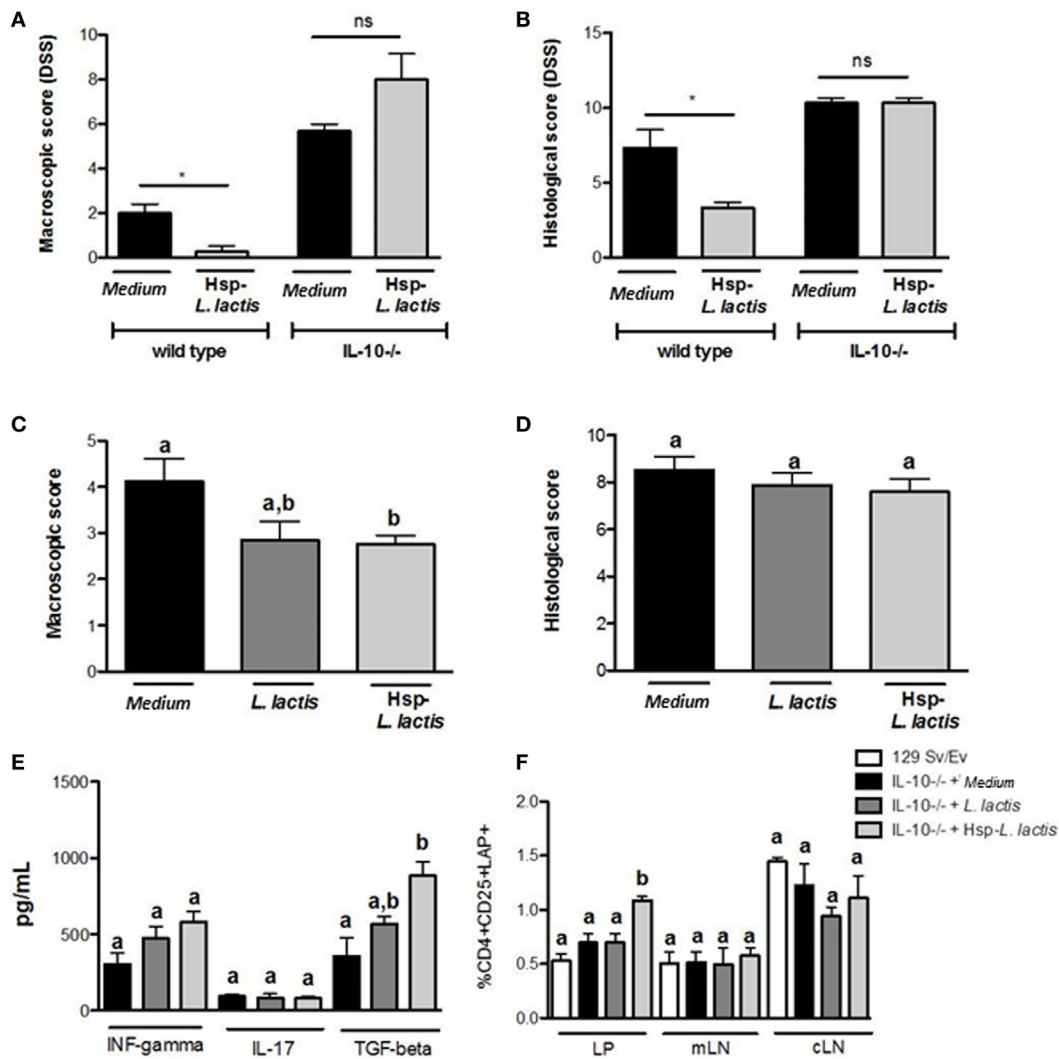 A
Macroscopic score (DSS)
10
8
6
4
2
0
*
ns
Medium
Hsp-
L. lactis
Medium
Hsp-
L. lactis
wild type
IL-10-/-
B
Histological score (DSS)
15
10
5
0
*
ns
Medium
Hsp-
L. lactis
Medium
Hsp-
L. lactis
wild type
IL-10-/-
C
Macroscopic score
5
4
3
2
1
0
a
a,b
b
Medium
L. lactis
Hsp-
L. lactis
D
Histological score
10
8
6
4
2
0
a
a
a
Medium
L. lactis
Hsp-
L. lactis
E
pg/mL
1500
1000
500
0
a
a
a
a
a
a
a
a,b
b
INF-gamma
IL-17
TGF-beta
F
129 Sv/Ev
IL-10-/- + Medium
IL-10-/- + L. lactis
IL-10-/- + Hsp-L. lactis
%CD4+CD25+LAP+
2.0
1.5
1.0
0.5
0.0
a
a
a
b
a
a
a
a
a
a
a
a
LP
mLN
cLN